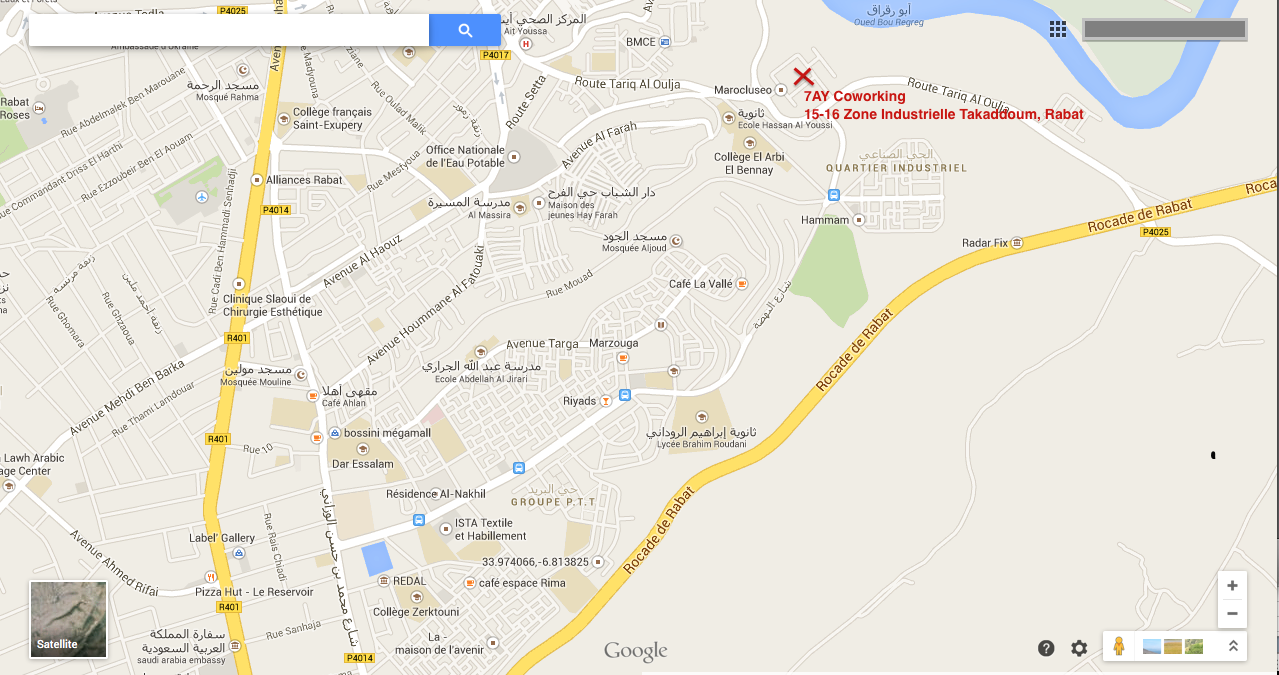 P4025
Avenue Tadla
المركز الصحي
Ait Youssa
أبو رقراق
Oued Bou Regreg
BMCE
P4017
Route Tariq Al Oulja
Marocluseo
7AY Coworking
15-16 Zone Industrielle Takaddoum, Rabat
Route Tariq Al Oulja
مسجد الرحمة
Mosqué Rahma
Rabat
Roses
Rue Abdelmalek Ben Marouane
Rue Oulad Malik
Route Setta
Collège français
Saint-Exupery
Avenue Al Farah
ثانوية
Ecole Hassan Al Youssi
Office Nationale
de l'Eau Potable
Collège El Arbi
El Bennay
الحي الصناعي
QUARTIER INDUSTRIEL
Rue Commandant Driss El Harthi
Rue Ezzoubeir Ben El Aouam
Rue Mesfyoua
Alliances Rabat
دار الشباب حي الفرح
Maison des
jeunes Hay Farah
مدرسة المسيرة
Al Massira
P4014
Rue Cadi Ben Hammadi Senhadji
Hammam
Rocade de Rabat
P4025
Radar Fix
مسجد الجود
Mosquée Aljoud
Avenue Al Haouz
Avenue Hoummane Al Fatouaki
Rue Mouad
Café La Vallé
شارع النهضة
Rue Ghomara
Rue Ghzaoua
Clinique Slaoui de
Chirurgie Esthétique
R401
Avenue Targa
Marzouga
Rocade de Rabat
مدرسة عبد الله الجراري
Ecole Abdellah Al Jirari
مسجد مولين
Mosquée Mouline
Avenue Mehdi Ben Barka
Rue Thami Lamdouar
مقهى أهلا
Café Ahlan
Riyads
bossini mégamall
ثانوية إبراهيم الروداني
Lycée Brahim Roudani
R401
Rue 10
Dar Essalam
Lawh Arabic
age Center
Résidence Al-Nakhil
حي البريد
GROUPE P.T.T
ISTA Textile
et Habillement
Rocade de Rabat
Label' Gallery
Rue Rais Chiadi
شارع محمد بن حسن الوزاني
Avenue Ahmed Rifai
33.974066,-6.813825
REDAL
café espace Rima
Pizza Hut - Le Reservoir
R401
Collège Zerktouni
Rue Sanhaja
سفارة المملكة
العربية السعودية
saudi arabia embassy
La -
maison de l'avenir
P4014
Satellite
Google